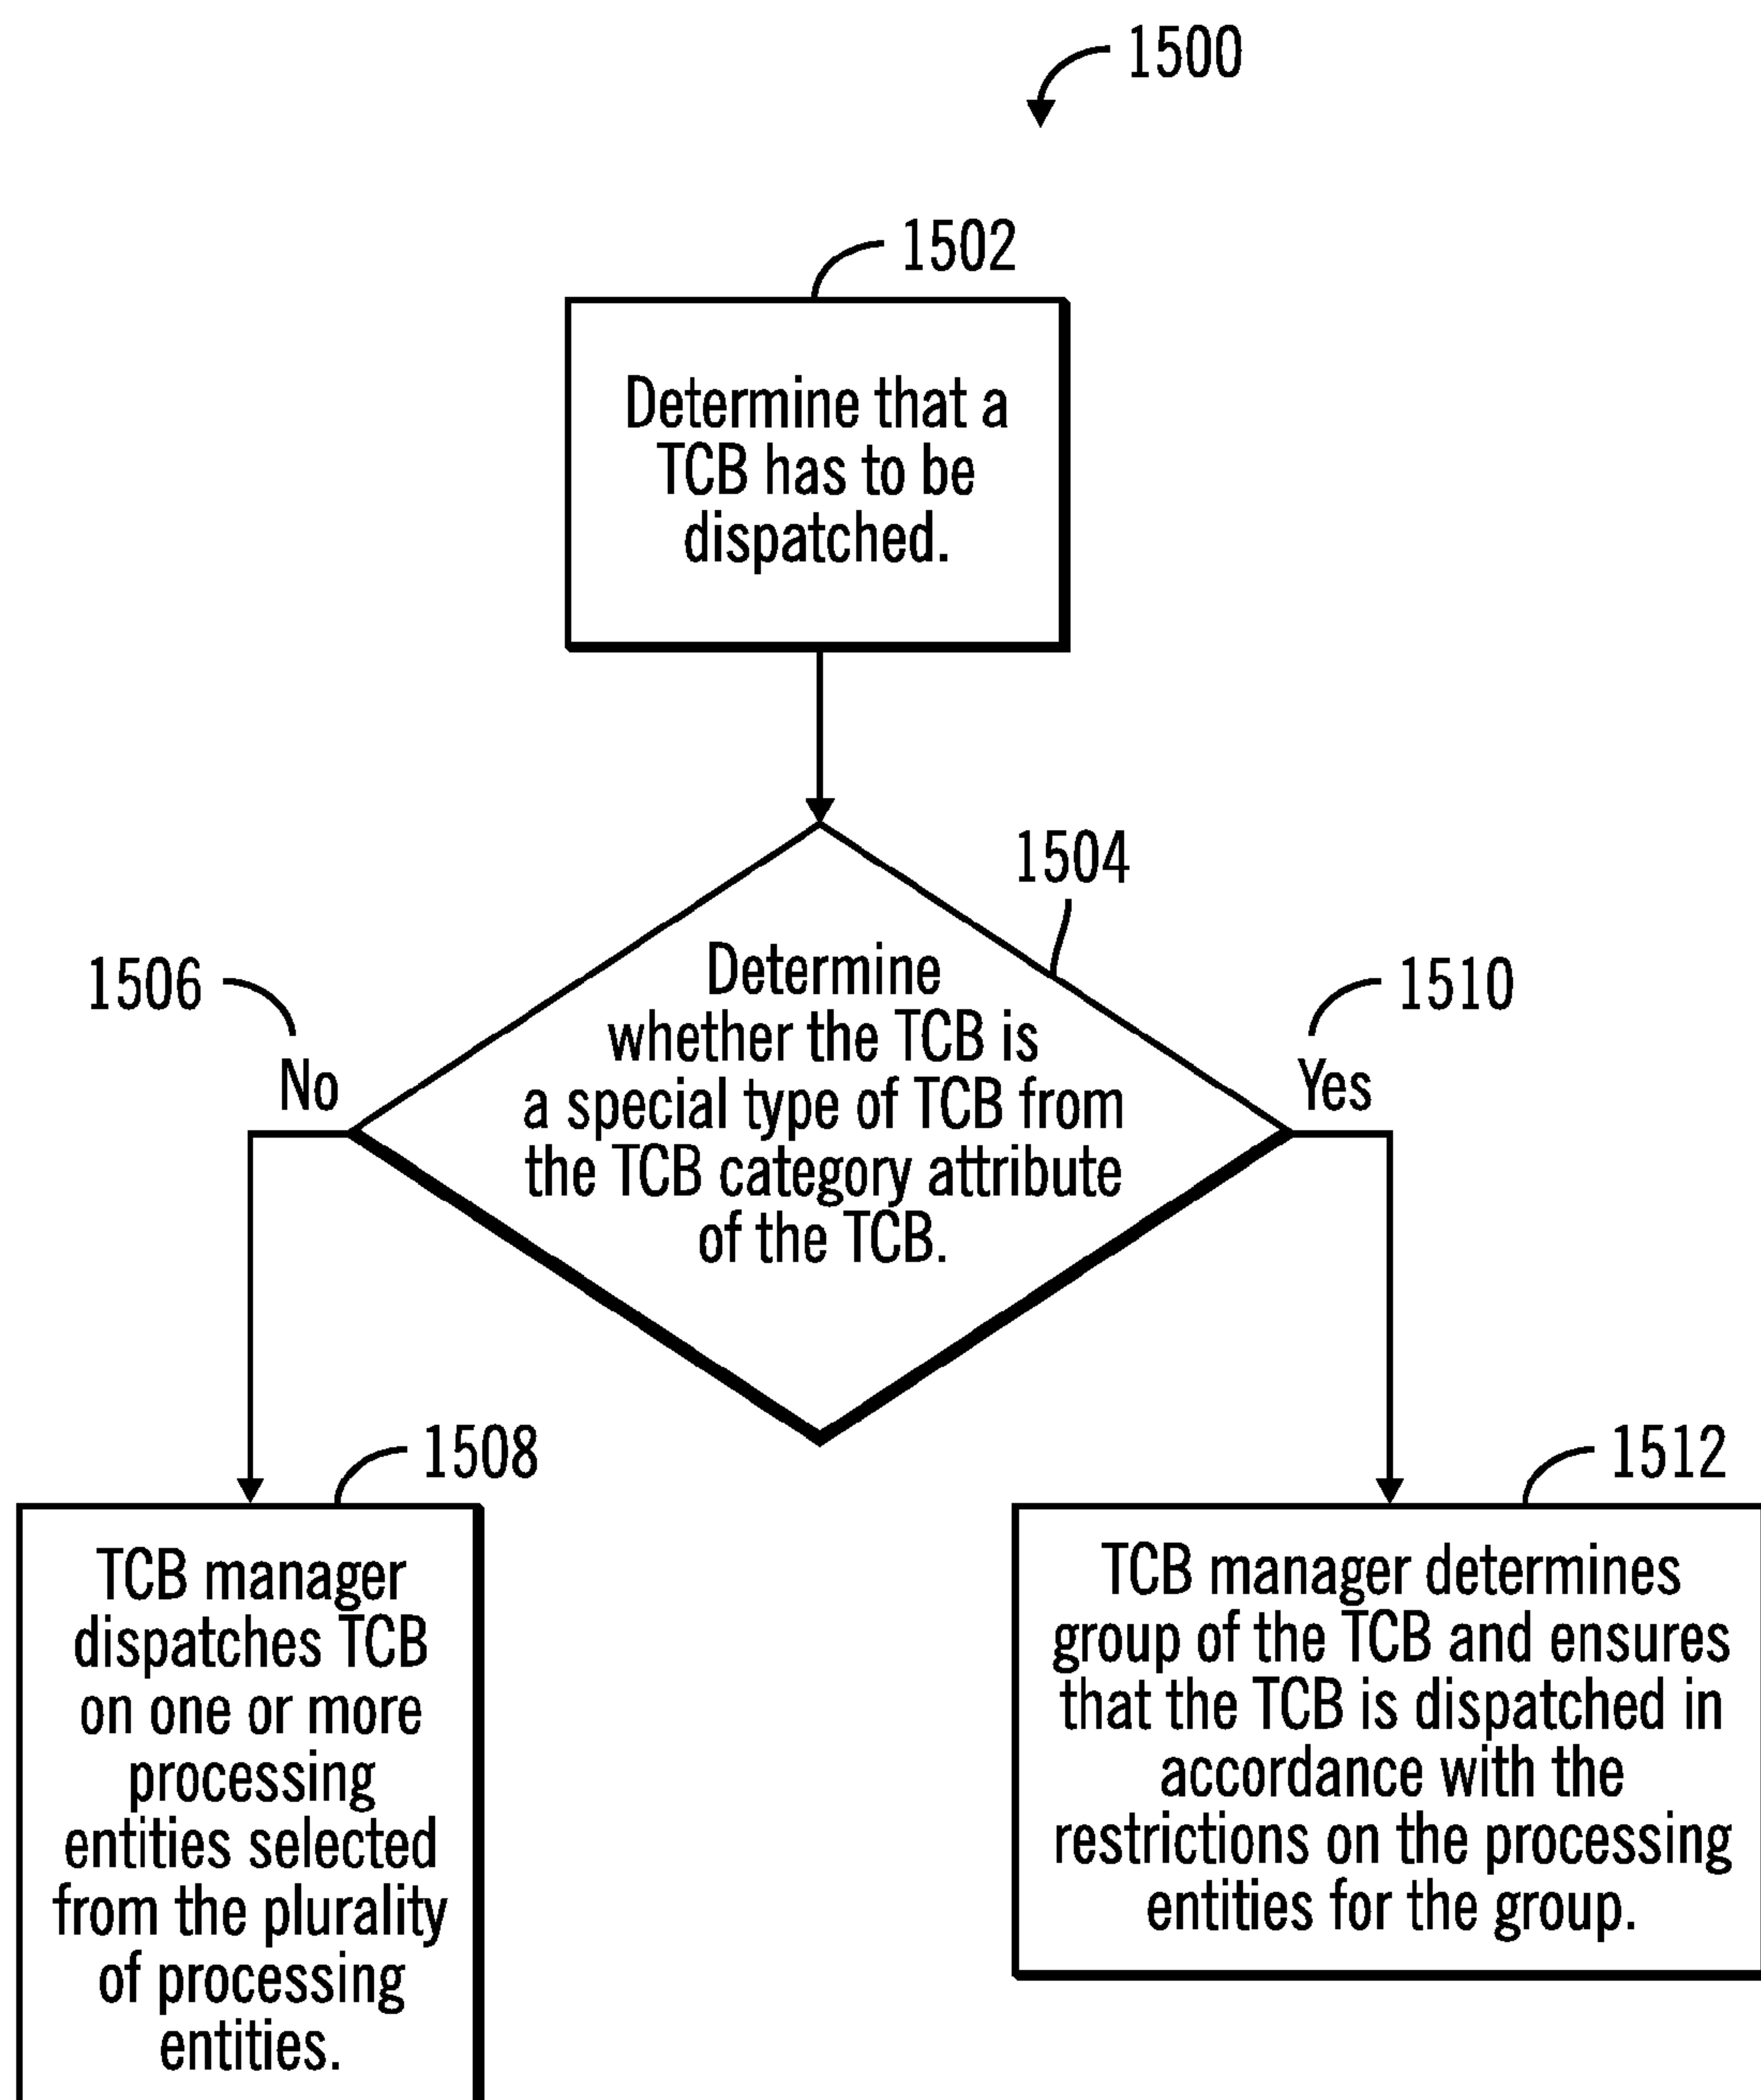 1500
1502
Determine that a
TCB has to be
dispatched.
1504
Determine
whether the TCB is
a special type of TCB from
the TCB category attribute
of the TCB.
1506
No
1510
Yes
1508
TCB manager
dispatches TCB
on one or more
processing
entities selected
from the plurality
of processing
entities.
1512
TCB manager determines
group of the TCB and ensures
that the TCB is dispatched in
accordance with the
restrictions on the processing
entities for the group.